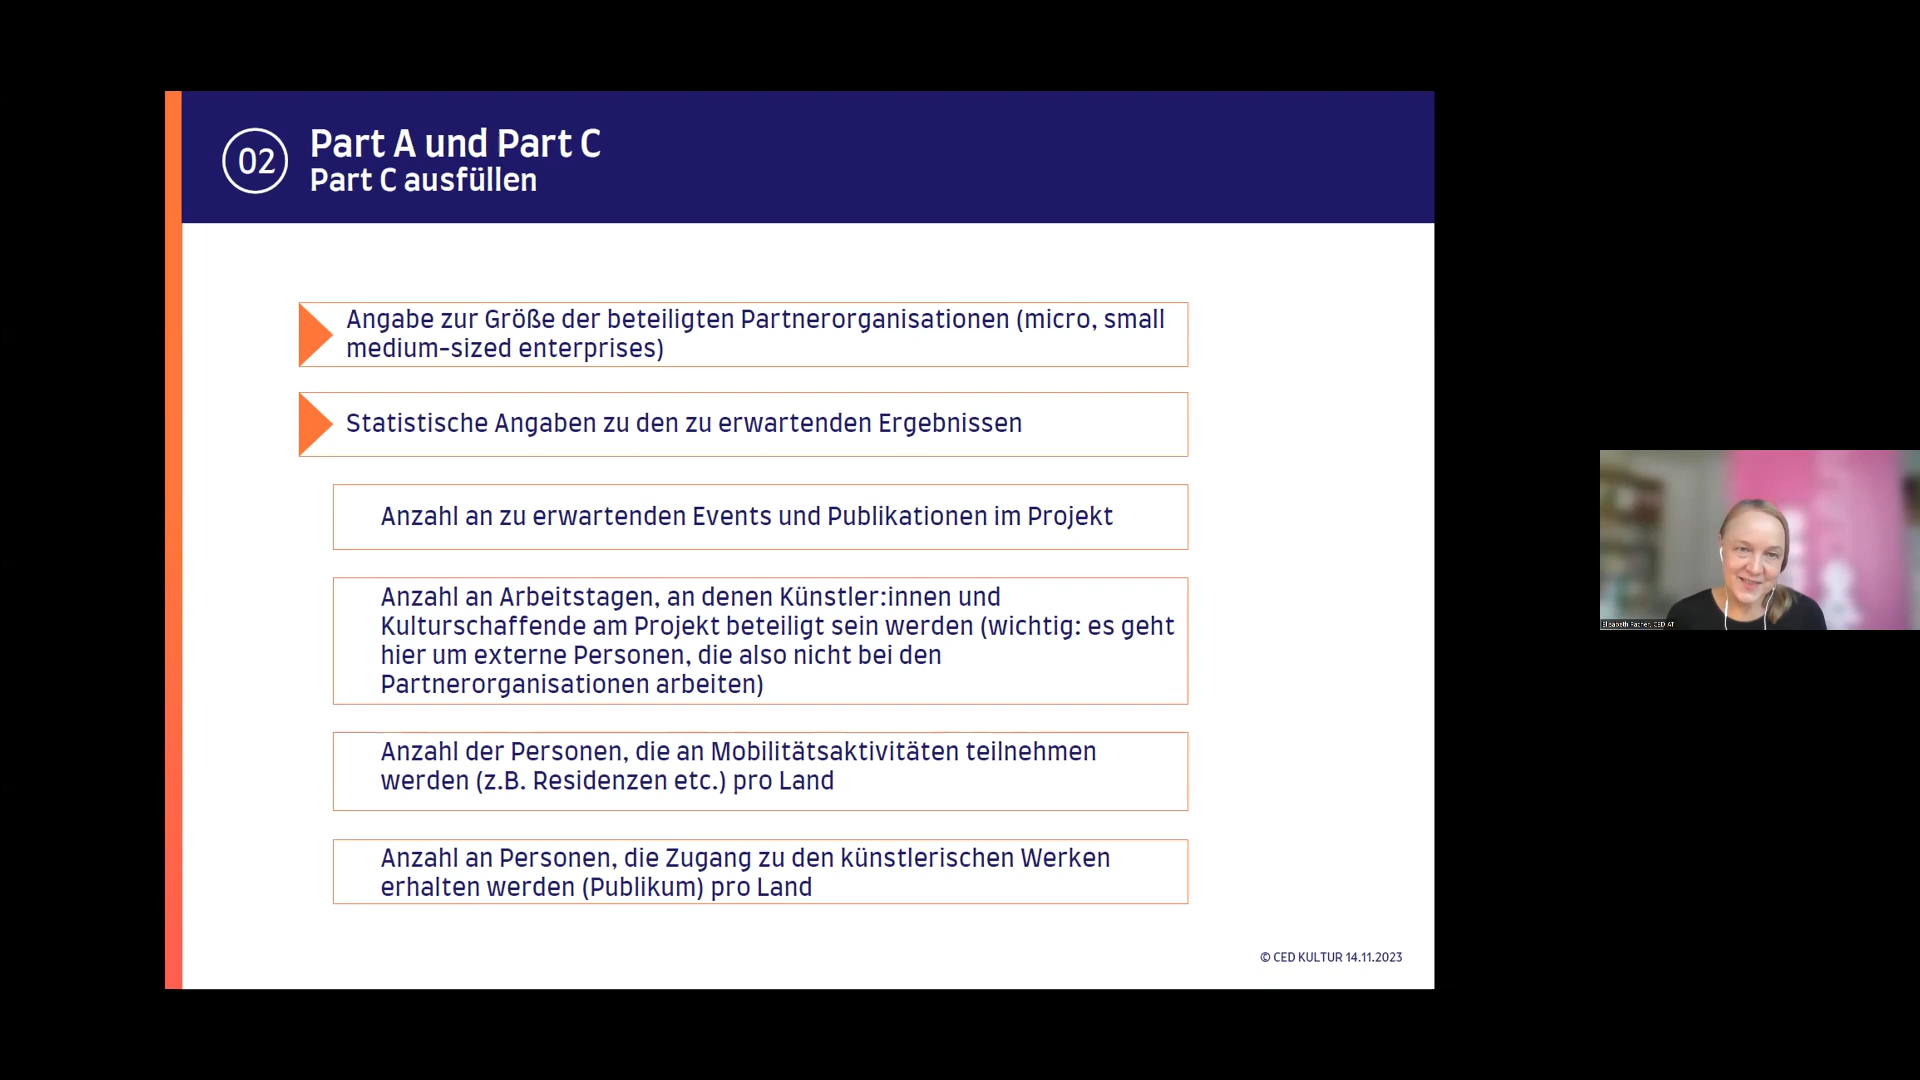 02
Part A und Part C
Part C ausfüllen
Angabe zur Größe der beteiligten Partnerorganisationen (micro, small
medium-sized enterprises)
Statistische Angaben zu den zu erwartenden Ergebnissen
Anzahl an zu erwartenden Events und Publikationen im Projekt
Anzahl an Arbeitstagen, an denen Künstler:innen und
Kulturschaffende am Projekt beteiligt sein werden (wichtig: es geht
hier um externe Personen, die also nicht bei den
Partnerorganisationen arbeiten)
Anzahl der Personen, die an Mobilitätsaktivitäten teilnehmen
werden (z.B. Residenzen etc.) pro Land
Anzahl an Personen, die Zugang zu den künstlerischen Werken
erhalten werden (Publikum) pro Land
© CED KULTUR 14.11.2023
Elisabeth Pacher, CED AT